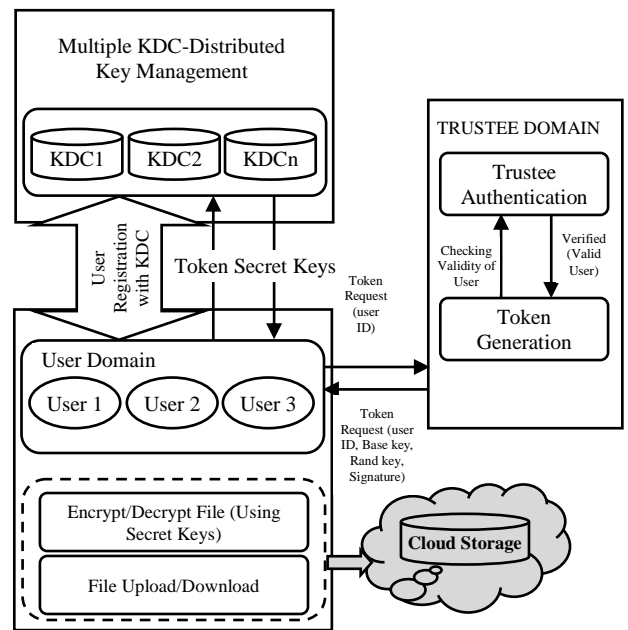 Multiple KDC-Distributed
Key Management
KDC1 KDC2 KDCn
User
Registration
with KDC
Token Secret Keys
TRUSTEE DOMAIN
Trustee
Authentication
Checking
Validity of
User
Verified
(Valid
User)
Token
Generation
Token
Request
(user
ID)
Token
Request (user
ID, Base key,
Rand key,
Signature)
User Domain
User 1 User 2 User 3
Encrypt/Decrypt File (Using
Secret Keys)
File Upload/Download
Cloud Storage